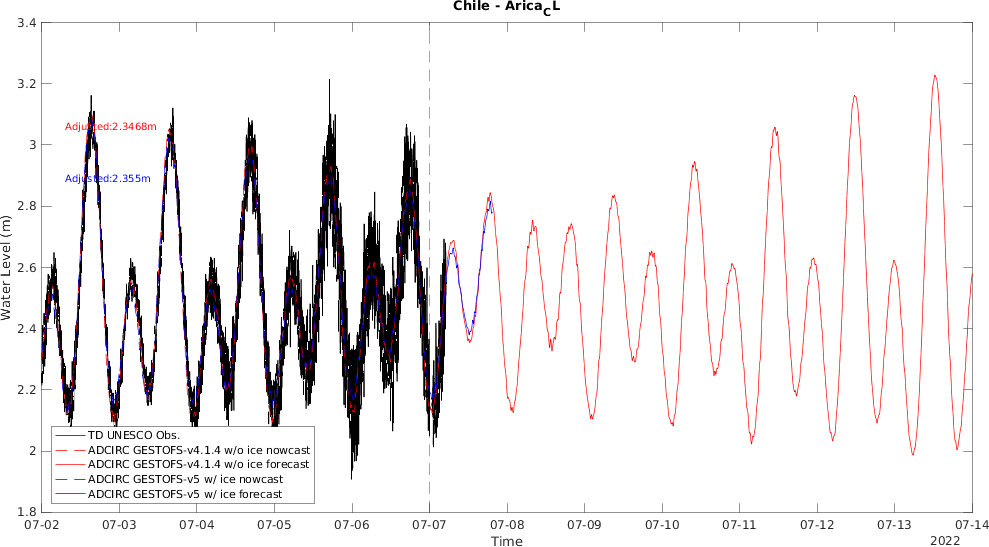 Chile - Arica_CL
3.4
3.2
3
2.8
2.6
2.4
2.2
2
1.8
Water Level (m)
Adjusted:2.3468m
Adjusted:2.355m
TD UNESCO Obs.
ADCIRC GESTOFS-v4.1.4 w/o ice nowcast
ADCIRC GESTOFS-v4.1.4 w/o ice forecast
ADCIRC GESTOFS-v5 w/ ice nowcast
ADCIRC GESTOFS-v5 w/ ice forecast
07-02 07-03 07-04 07-05 07-06 07-07 07-08 07-09 07-10 07-11 07-12 07-13 07-14
Time
2022